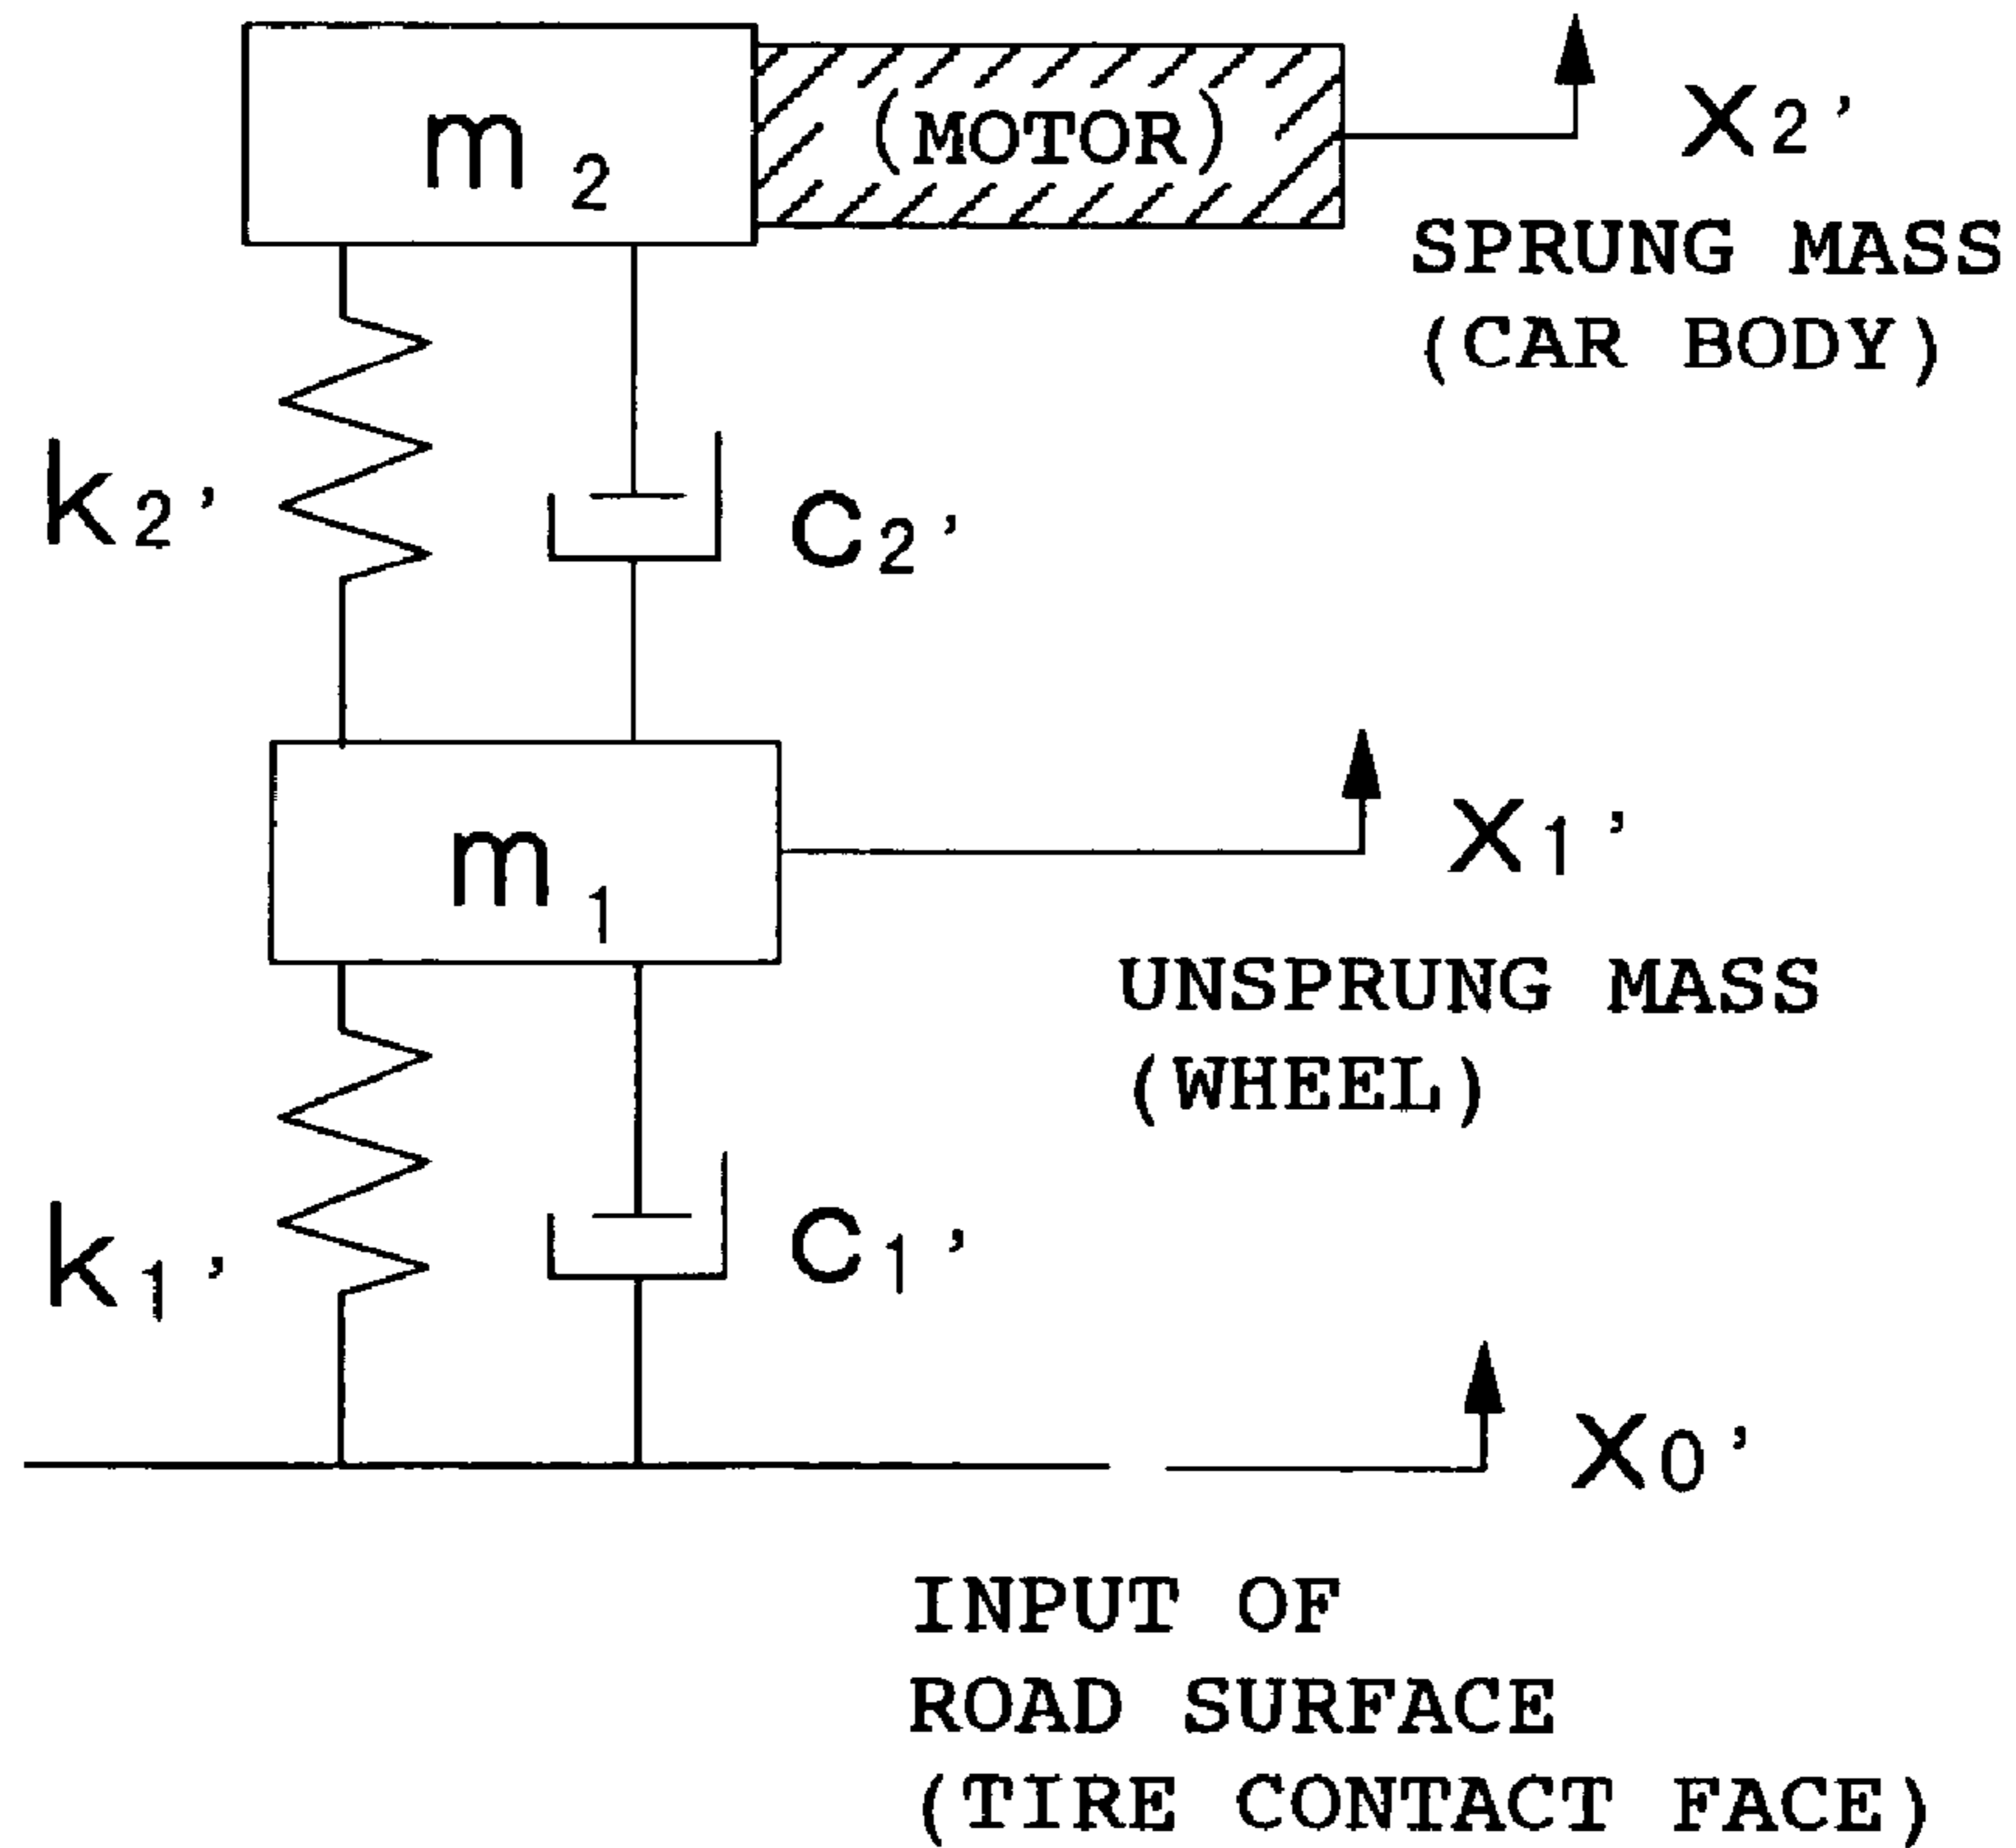 m2
(MOTOR)
x2'
SPRUNG MASS
(CAR BODY)
k2'
c2'
m1
x1'
UNSPRUNG MASS
(WHEEL)
k1'
c1'
x0'
INPUT OF
ROAD SURFACE
(TIRE CONTACT FACE)